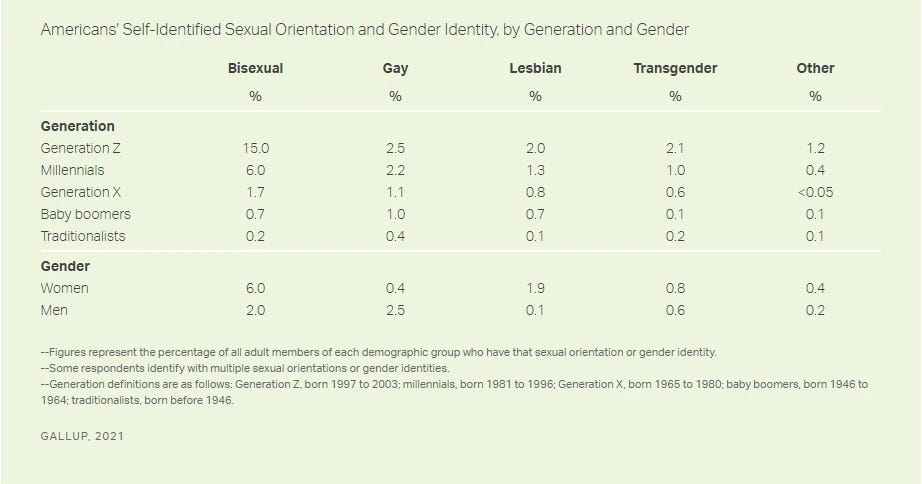 Americans' Self-Identified Sexual Orientation and Gender Identity, by Generation and Gender
Bisexual Gay Lesbian Transgender Other
% % % % %
Generation
Generation Z 15.0 2.5 2.0 2.1 1.2
Millennials 6.0 2.2 1.3 1.0 0.4
Generation X 1.7 1.1 0.8 0.6 <0.05
Baby boomers 0.7 1.0 0.7 0.1 0.1
Traditionalists 0.2 0.4 0.1 0.2 0.1
Gender
Women 6.0 0.4 1.9 0.8 0.4
Men 2.0 2.5 0.1 0.6 0.2
--Figures represent the percentage of all adult members of each demographic group who have that sexual orientation or gender identity.
--Some respondents identify with multiple sexual orientations or gender identities.
--Generation definitions are as follows: Generation Z, born 1997 to 2003; millennials, born 1981 to 1996; Generation X, born 1965 to 1980; baby boomers, born 1946 to
1964; traditionalists, born before 1946.
GALLUP, 2021